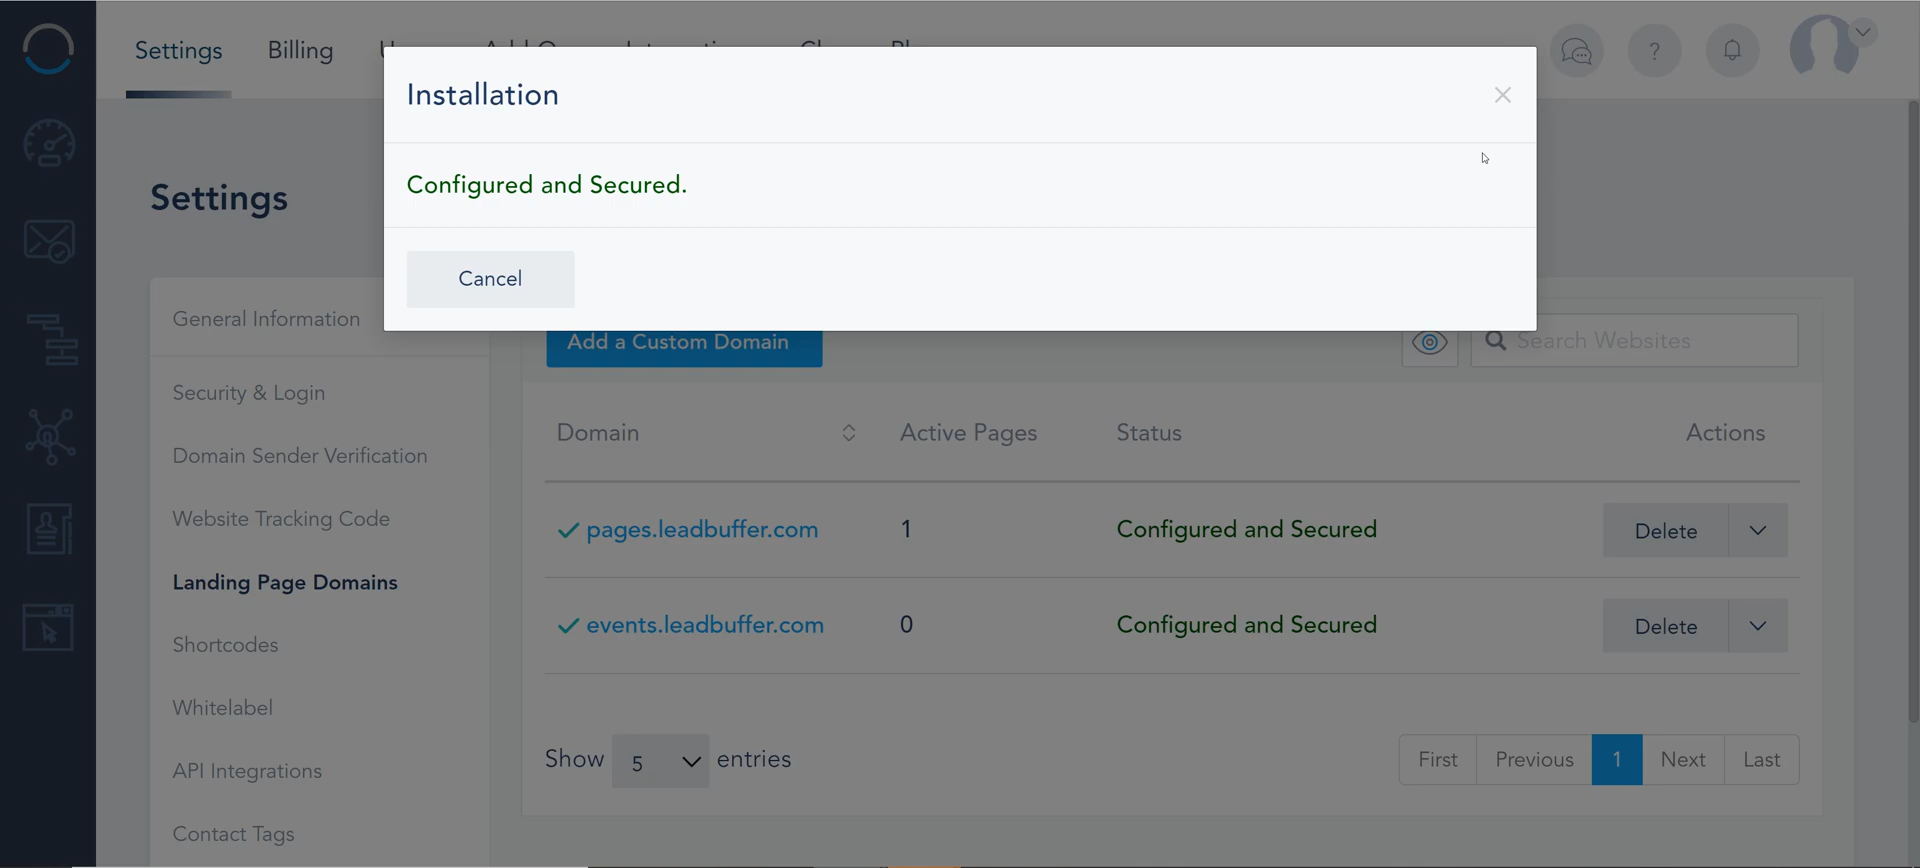 Settings
Billing
?
Installation
Configured and Secured.
Cancel
Settings
General Information
Security & Login
Domain Sender Verification
Website Tracking Code
Landing Page Domains
Shortcodes
Whitelabel
API Integrations
Contact Tags
Add a Custom Domain
Search Websites
Domain
Active Pages
Status
Actions
pages.leadbuffer.com
1
Configured and Secured
Delete
events.leadbuffer.com
0
Configured and Secured
Delete
Show 5 entries
First
Previous
1
Next
Last